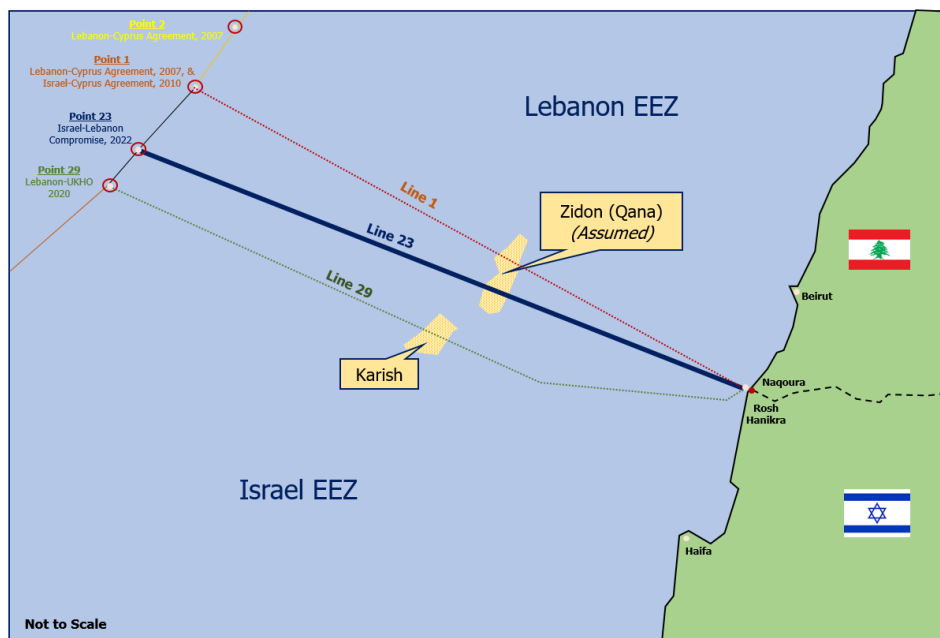 Point 2
Lebanon-Cyprus Agreement, 2007
Point 1
Lebanon-Cyprus Agreement, 2007, &
Israel-Cyprus Agreement, 2010
Point 23
Israel-Lebanon
Compromise, 2022
Point 29
Lebanon-UKHO
2020
Lebanon EEZ
Line 1
Zidon (Qana)
(Assumed)
Line 23
Line 29
Beirut
Karish
Naqoura
Rosh
Hanikra
Israel EEZ
Haifa
Not to Scale